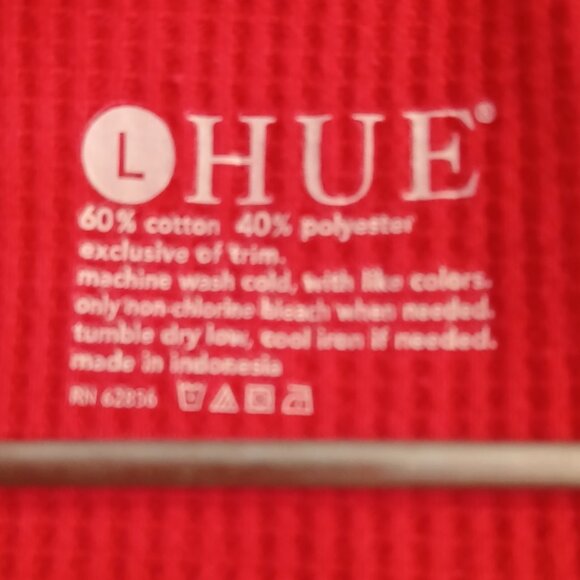 L HUE®
60% cotton 40% polyester
exclusive of trim.
machine wash cold, with like colors.
only non-chlorine bleach when needed.
tumble dry low, cool iron if needed.
made in indonesia
RN 62856